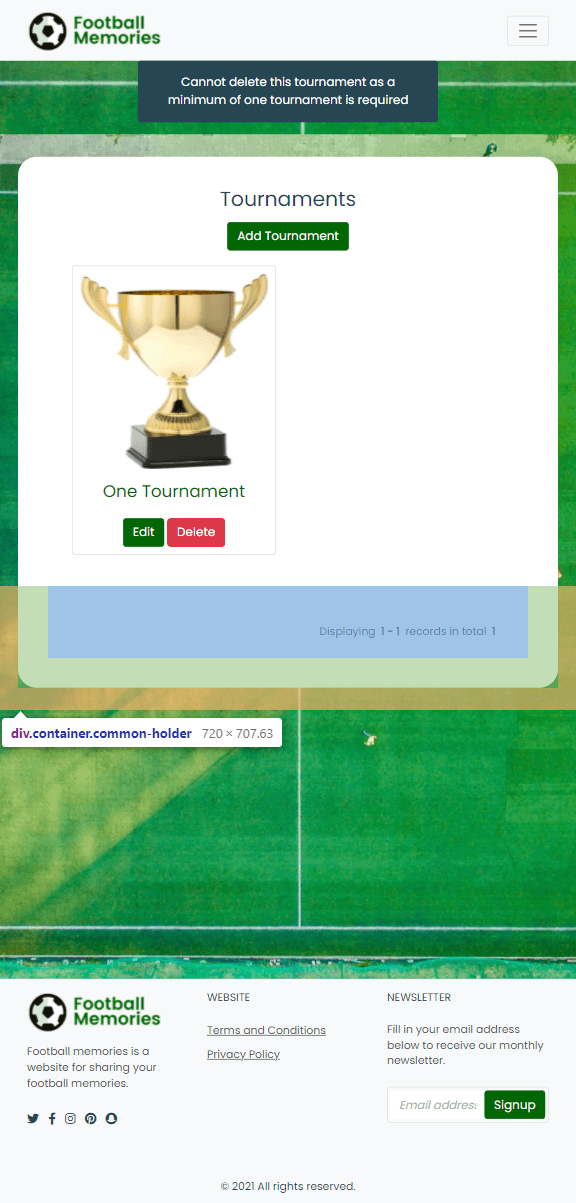 Football
Memories
Cannot delete this tournament as a
minimum of one tournament is required
Tournaments
Add Tournament
One Tournament
Edit Delete
Displaying 1 - 1 records in total 1
div.container.common-holder 720 × 707.63
Football
Memories
Football memories is a
website for sharing your
football memories.
WEBSITE
Terms and Conditions
Privacy Policy
NEWSLETTER
Fill in your email address
below to receive our monthly
newsletter.
Email address Signup
© 2021 All rights reserved.